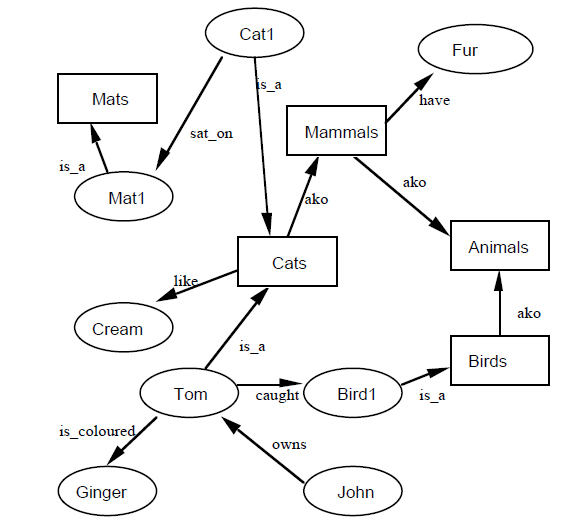 Cat1
Fur
is_a
Mats
have
sat_on
Mammals
is_a
ako
Mat1
ako
Animals
Cats
like
ako
Cream
is_a
Birds
Tom
caught
Bird1
is_a
is_coloured
owns
Ginger
John